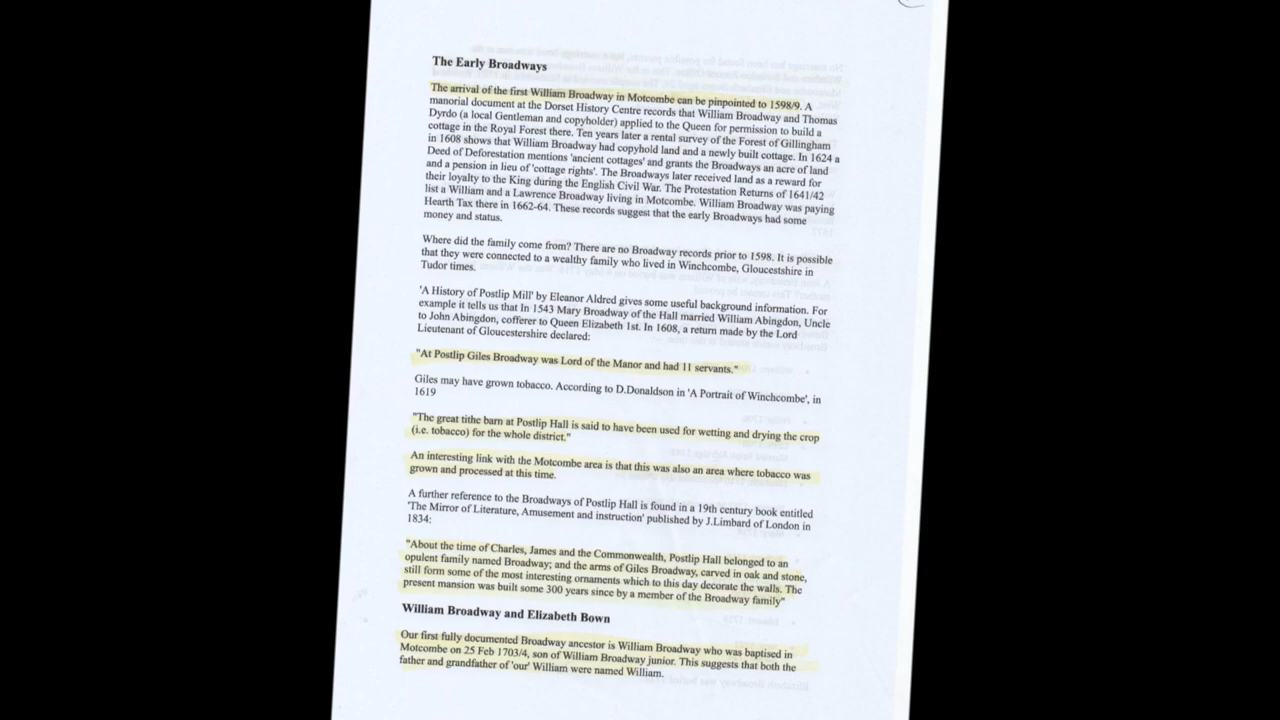 The Early Broadways
The arrival of the first William Broadway in Motcombe can be pinpointed to 1598/9. A
manorial document at the Dorset History Centre records that William Broadway and Thomas
Dyrdo (a local Gentleman and copyholder) applied to the Queen for permission to build a
cottage in the Royal Forest there. Ten years later a rental survey of the Forest of Gillingham
in 1608 shows that William Broadway had copyhold land and a newly built cottage. In 1624 a
Deed of Deforestation mentions 'ancient cottages' and grants the Broadways an acre of land
and a pension in lieu of 'cottage rights'. The Broadways later received land as a reward for
their loyalty to the King during the English Civil War. The Protestation Returns of 1641/42
list a William and a Lawrence Broadway living in Motcombe. William Broadway was paying
Hearth Tax there in 1662-64. These records suggest that the early Broadways had some
money and status.
Where did the family come from? There are no Broadway records prior to 1598. It is possible
that they were connected to a wealthy family who lived in Winchcombe, Gloucestshire in
Tudor times.
'A History of Postlip Mill' by Eleanor Aldred gives some useful background information. For
example it tells us that In 1543 Mary Broadway of the Hall married William Abingdon, Uncle
to John Abingdon, cofferer to Queen Elizabeth 1st. In 1608, a return made by the Lord
Lieutenant of Gloucestershire declared:
"At Postlip Giles Broadway was Lord of the Manor and had 11 servants."
Giles may have grown tobacco. According to D.Donaldson in 'A Portrait of Winchcombe', in
1619
"The great tithe barn at Postlip Hall is said to have been used for wetting and drying the crop
(i.e. tobacco) for the whole district."
An interesting link with the Motcombe area is that this was also an area where tobacco was
grown and processed at this time.
A further reference to the Broadways of Postlip Hall is found in a 19th century book entitled
'The Mirror of Literature, Amusement and instruction' published by J.Limbard of London in
1834:
"About the time of Charles, James and the Commonwealth, Postlip Hall belonged to an
opulent family named Broadway; and the arms of Giles Broadway, carved in oak and stone,
still form some of the most interesting ornaments which to this day decorate the walls. The
present mansion was built some 300 years since by a member of the Broadway family"
William Broadway and Elizabeth Bown
Our first fully documented Broadway ancestor is William Broadway who was baptised in
Motcombe on 25 Feb 1703/4, son of William Broadway junior. This suggests that both the
father and grandfather of 'our' William were named William.